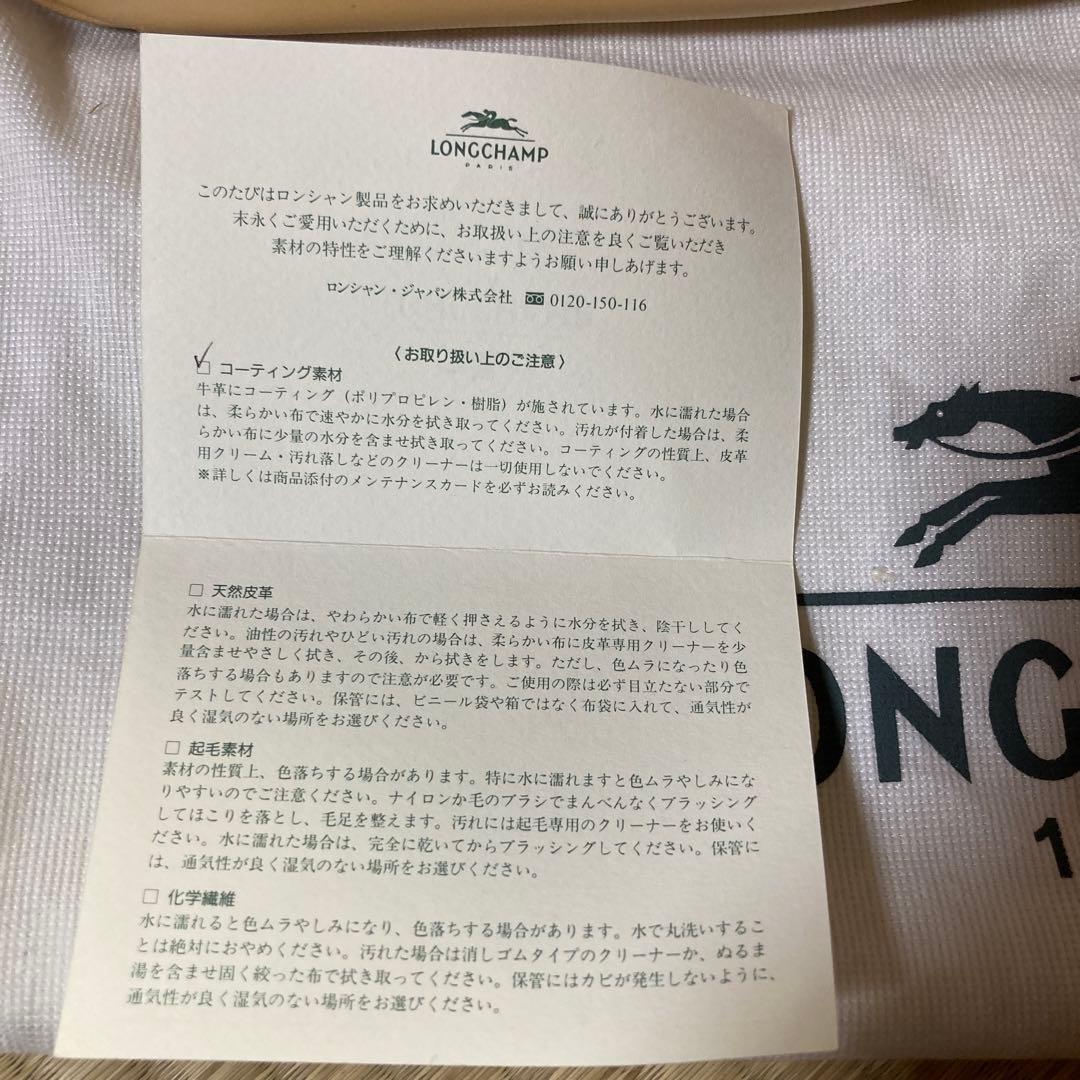 LONGCHAMP
PARIS
このたびはロンシャン製品をお求めいただきまして、誠にありがとうございます。
末永くご愛用いただくために、お取扱い上の注意を良くご覧いただき
素材の特性をご理解くださいますようお願い申しあげます。
ロンシャン・ジャパン株式会社 0120-150-116
〈お取り扱い上のご注意〉
☑ コーティング素材
牛革にコーティング（ポリプロピレン・樹脂）が施されています。水に濡れた場合
は、柔らかい布で速やかに水分を拭き取ってください。汚れが付着した場合は、柔
らかい布に少量の水分を含ませ拭き取ってください。コーティングの性質上、皮革
用クリーム・汚れ落しなどのクリーナーは一切使用しないでください。
※詳しくは商品添付のメンテナンスカードを必ずお読みください。
□ 天然皮革
水に濡れた場合は、やわらかい布で軽く押さえるように水分を拭き、陰干ししてく
ださい。油性の汚れやひどい汚れの場合は、柔らかい布に皮革専用クリーナーを少
量含ませやさしく拭き、その後、から拭きをします。ただし、色ムラになったり色
落ちする場合もありますので注意が必要です。ご使用の際は必ず目立たない部分で
テストしてください。保管には、ビニール袋や箱ではなく布袋に入れて、通気性が
良く湿気のない場所をお選びください。
□ 起毛素材
素材の性質上、色落ちする場合があります。特に水に濡れますと色ムラやしみにな
りやすいのでご注意ください。ナイロンか毛のブラシでまんべんなくブラッシング
してほこりを落とし、毛足を整えます。汚れには起毛専用のクリーナーをお使いく
ださい。水に濡れた場合は、完全に乾いてからブラッシングしてください。保管に
は、通気性が良く湿気のない場所をお選びください。
□ 化学繊維
水に濡れると色ムラやしみになり、色落ちする場合があります。水で丸洗いするこ
とは絶対におやめください。汚れた場合は消しゴムタイプのクリーナーか、ぬるま
湯を含ませ固く絞った布で拭き取ってください。保管にはカビが発生しないように、
通気性が良く湿気のない場所をお選びください。
ONG
1